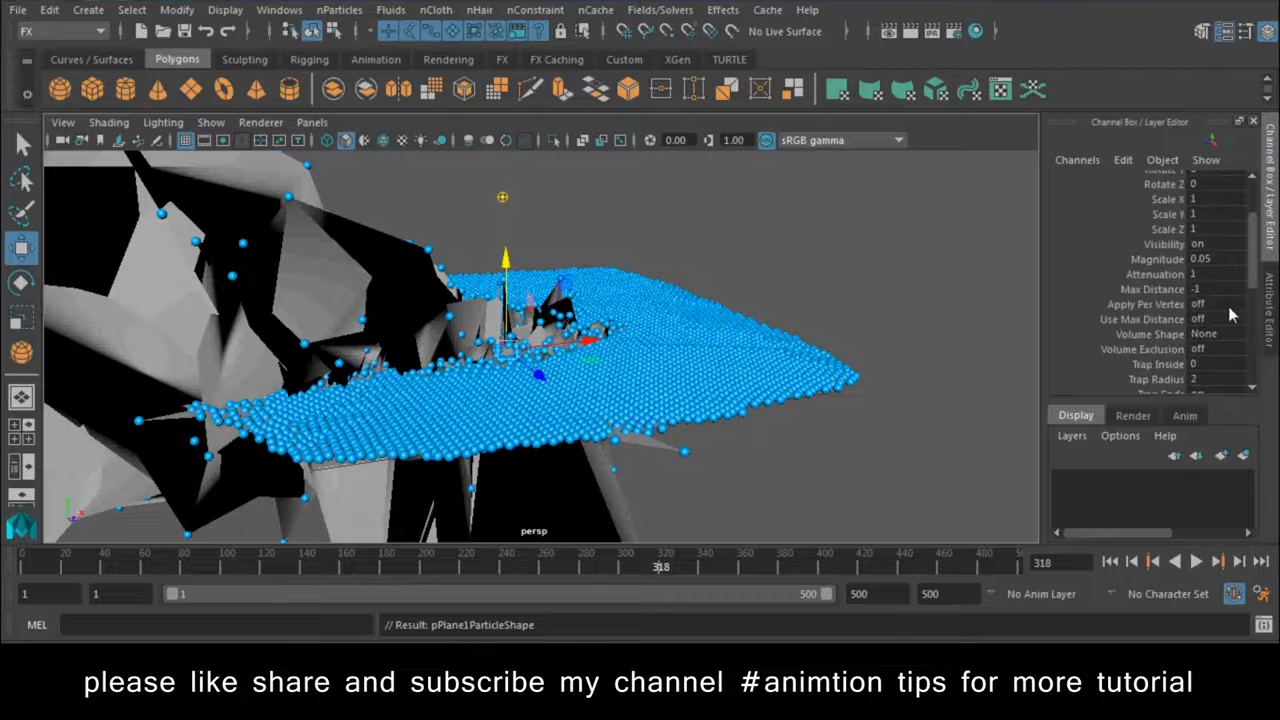 File Edit Create Select Modify Display Windows nParticles Fluids nCloth nHair nConstraint nCache Fields/Solvers Effects Cache Help
FX No Live Surface
Curves / Surfaces Polygons Sculpting Rigging Animation Rendering FX FX Caching Custom XGen TURTLE
View Shading Lighting Show Renderer Panels
0.00 1.00 sRGB gamma
Channel Box / Layer Editor
Channels Edit Object Show
Rotate Z 0
Scale X 1
Scale Y 1
Scale Z 1
Visibility on
Magnitude 0.05
Attenuation 1
Max Distance -1
Apply Per Vertex off
Use Max Distance off
Volume Shape None
Volume Exclusion off
Trap Inside 0
Trap Radius 2
Channel Box / Layer Editor
Attribute Editor
Display Render Anim
Layers Options Help
persp
0 20 40 60 80 100 120 140 160 180 200 220 240 260 280 300 320 340 360 380 400 420 440 460 480
318
318
1 1 1 500 500 500 No Anim Layer No Character Set
MEL // Result: pPlane1ParticleShape
please like share and subscribe my channel #animtion tips for more tutorial